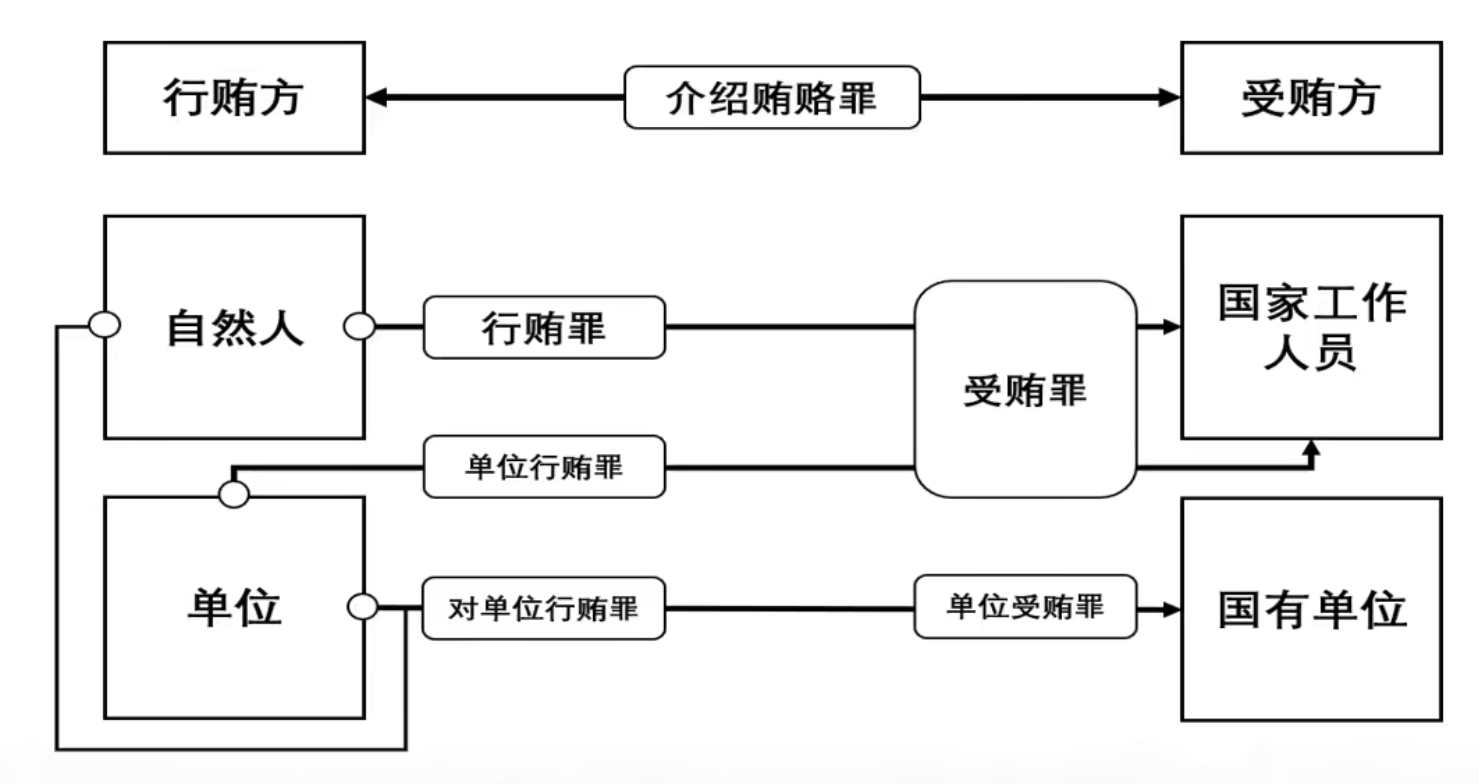 行贿方
介绍贿赂罪
受贿方
自然人
行贿罪
受贿罪
国家工作
人员
单位行贿罪
单位
对单位行贿罪
单位受贿罪
国有单位